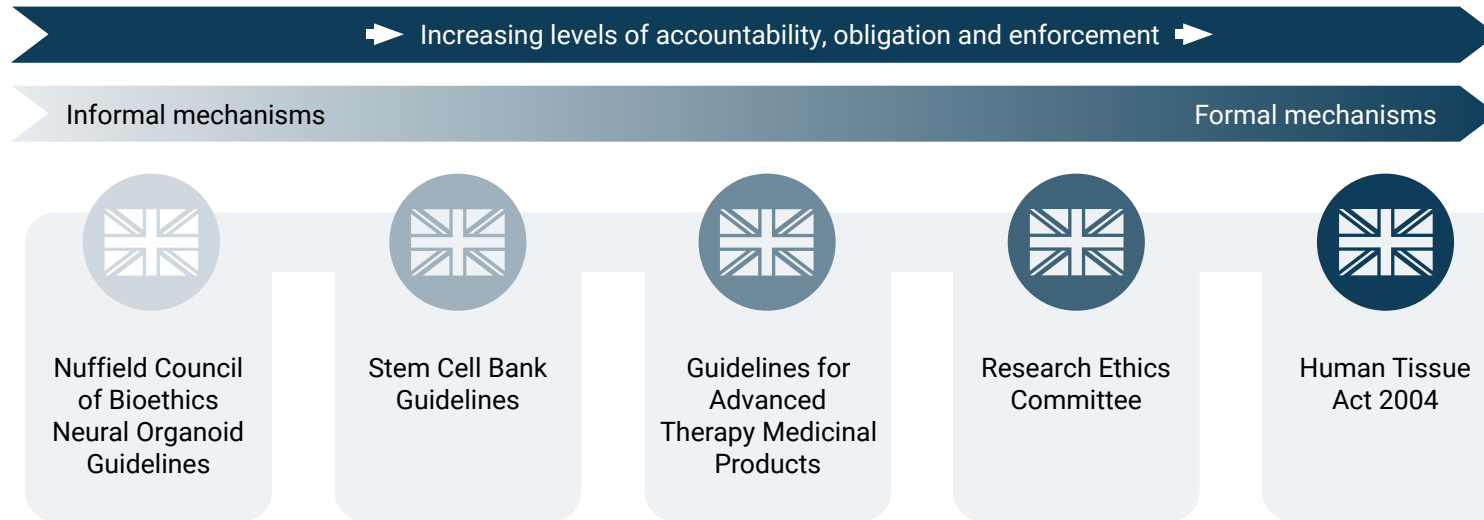 Increasing levels of accountability, obligation and enforcement
Informal mechanisms
Formal mechanisms
Nuffield Council
of Bioethics
Neural Organoid
Guidelines
Stem Cell Bank
Guidelines
Guidelines for
Advanced
Therapy Medicinal
Products
Research Ethics
Committee
Human Tissue
Act 2004